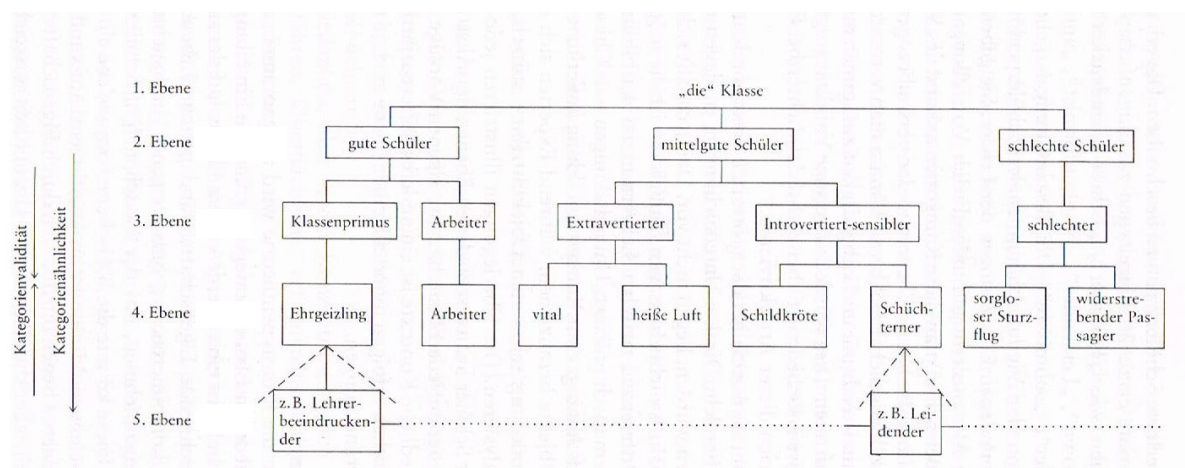 1. Ebene
„die“ Klasse
2. Ebene
gute Schüler
mittelgute Schüler
schlechte Schüler
3. Ebene
Klassenprimus
Arbeiter
Extravertierter
Introvertiert-sensibler
schlechter
4. Ebene
Ehrgeizling
Arbeiter
vital
heiße Luft
Schildkröte
Schüch-
terner
sorglo-
ser Sturz-
flug
widerstre-
bender Pas-
sagier
5. Ebene
z.B. Lehrer-
beeindrucken-
der
z.B. Lei-
dender
Kategorienvalidität
Kategorienähnlichkeit